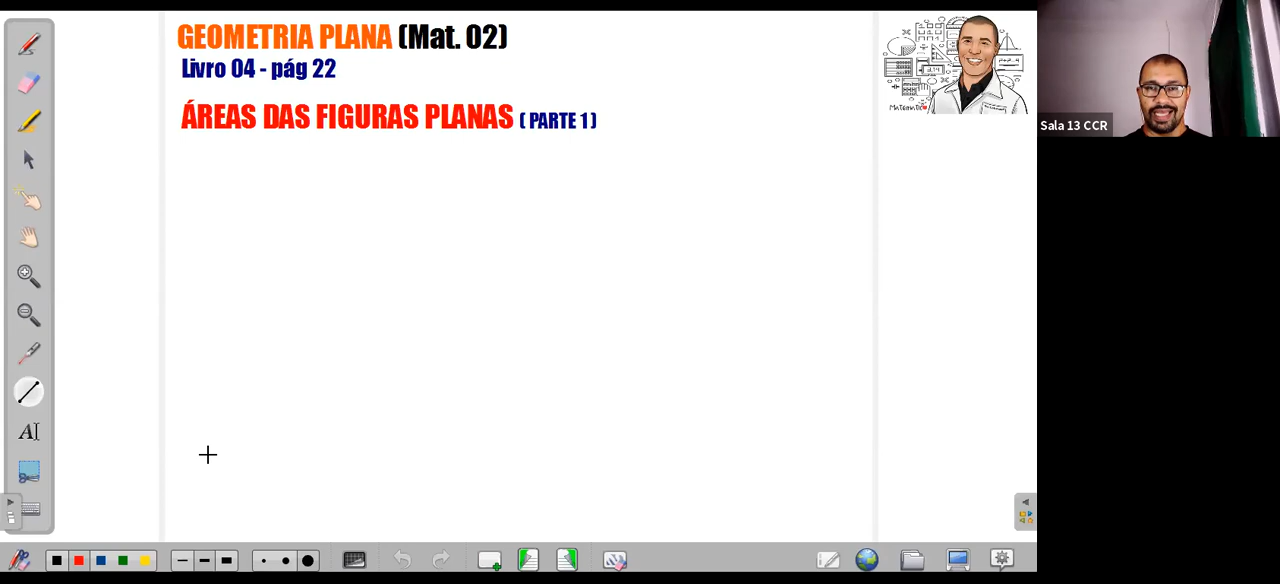 GEOMETRIA PLANA (Mat. 02)
Livro 04 - pág 22
ÁREAS DAS FIGURAS PLANAS ( PARTE 1 )
Sala 13 CCR